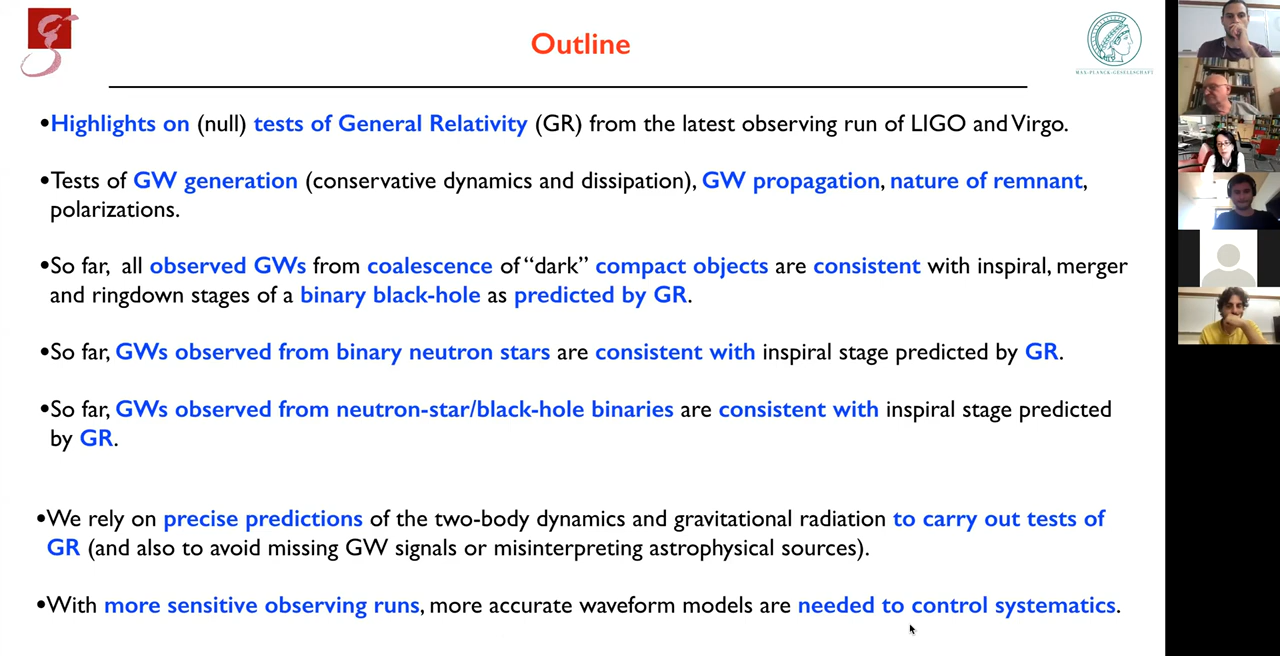 Outline
MAX-PLANCK-GESELLSCHAFT
•Highlights on (null) tests of General Relativity (GR) from the latest observing run of LIGO and Virgo.
•Tests of GW generation (conservative dynamics and dissipation), GW propagation, nature of remnant,
polarizations.
•So far, all observed GWs from coalescence of “dark” compact objects are consistent with inspiral, merger
and ringdown stages of a binary black-hole as predicted by GR.
•So far, GWs observed from binary neutron stars are consistent with inspiral stage predicted by GR.
•So far, GWs observed from neutron-star/black-hole binaries are consistent with inspiral stage predicted
by GR.
•We rely on precise predictions of the two-body dynamics and gravitational radiation to carry out tests of
GR (and also to avoid missing GW signals or misinterpreting astrophysical sources).
•With more sensitive observing runs, more accurate waveform models are needed to control systematics.